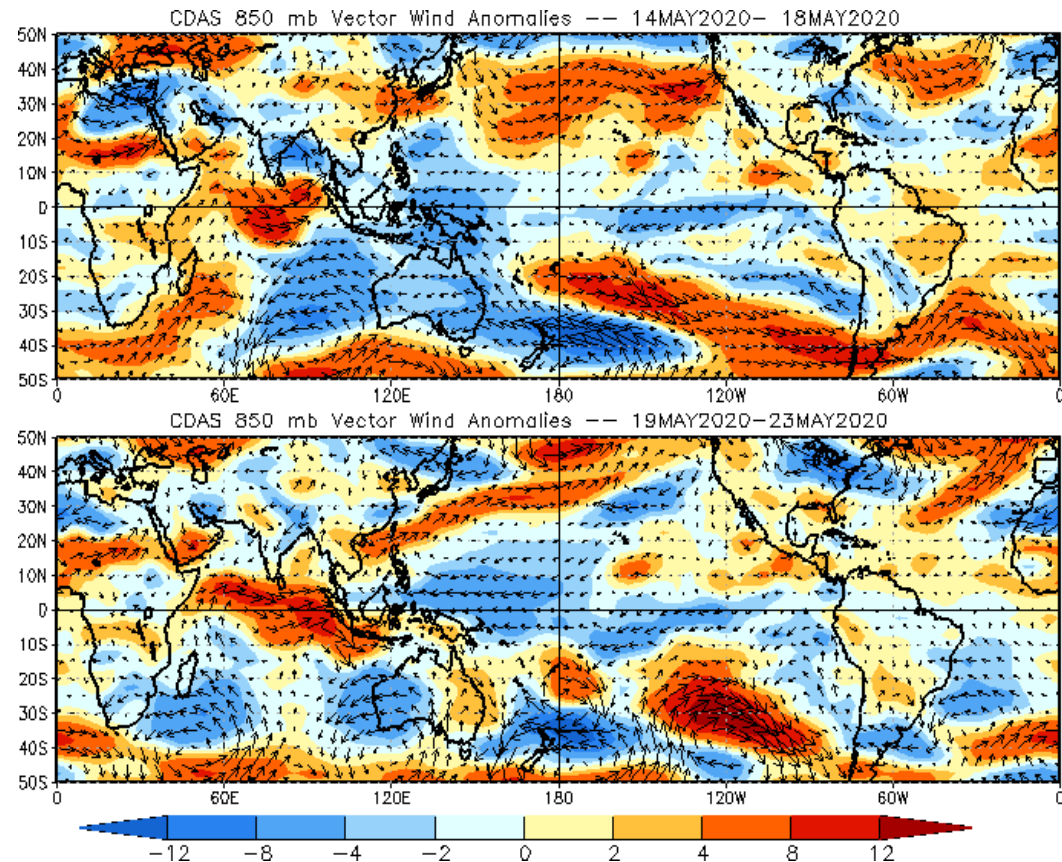 CDAS 850 mb Vector Wind Anomalies -- 14MAY2020- 18MAY2020
50N
40N
30N
20N
10N
0
10S
20S
30S
40S
50S
0 60E 120E 180 120W 60W 0
CDAS 850 mb Vector Wind Anomalies -- 19MAY2020-23MAY2020
50N
40N
30N
20N
10N
0
10S
20S
30S
40S
50S
0 60E 120E 180 120W 60W 0
-12 -8 -4 -2 0 2 4 8 12